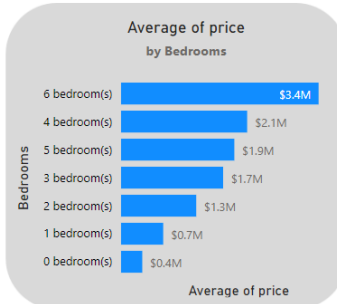 Average of price
by Bedrooms
Bedrooms
6 bedroom(s) $3.4M
4 bedroom(s) $2.1M
5 bedroom(s) $1.9M
3 bedroom(s) $1.7M
2 bedroom(s) $1.3M
1 bedroom(s) $0.7M
0 bedroom(s) $0.4M
Average of price